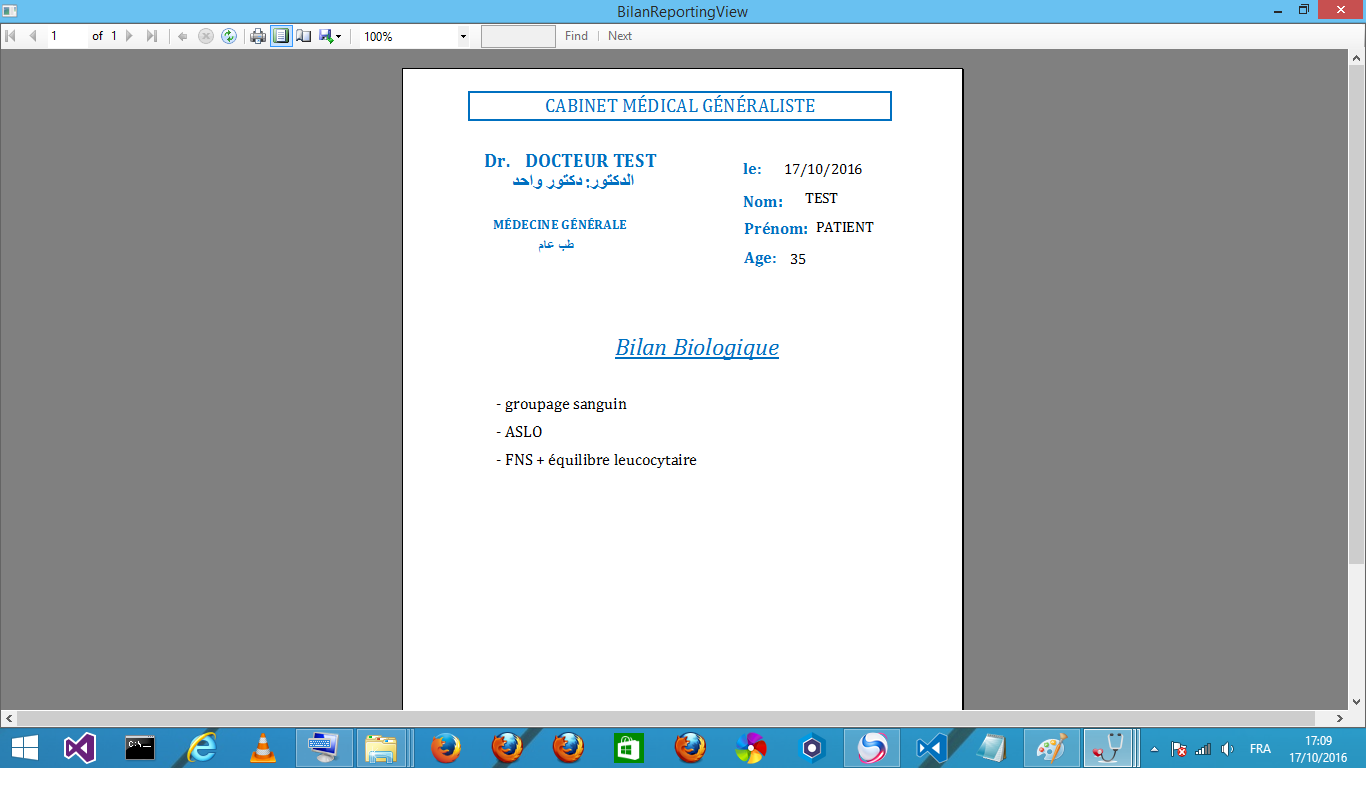 BilanReportingView
1 of 1 100% Find Next
CABINET MÉDICAL GÉNÉRALISTE
Dr. DOCTEUR TEST
الدكتور: دكتور واحد
MÉDECINE GÉNÉRALE
طب عام
le: 17/10/2016
Nom: TEST
Prénom: PATIENT
Age: 35
Bilan Biologique
- groupage sanguin
- ASLO
- FNS + équilibre leucocytaire
C:\
FRA
17:09
17/10/2016